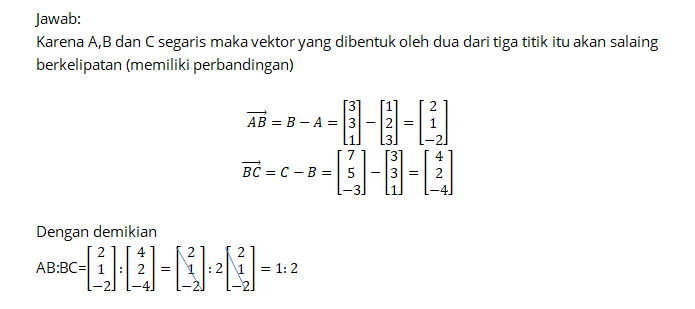 Jawab:
Karena A,B dan C segaris maka vektor yang dibentuk oleh dua dari tiga titik itu akan salaing
berkelipatan (memiliki perbandingan)
$\overrightarrow{AB} = B - A = \begin{bmatrix} 3 \\ 3 \\ 1 \end{bmatrix} - \begin{bmatrix} 1 \\ 2 \\ 3 \end{bmatrix} = \begin{bmatrix} 2 \\ 1 \\ -2 \end{bmatrix}$
$\overrightarrow{BC} = C - B = \begin{bmatrix} 7 \\ 5 \\ -3 \end{bmatrix} - \begin{bmatrix} 3 \\ 3 \\ 1 \end{bmatrix} = \begin{bmatrix} 4 \\ 2 \\ -4 \end{bmatrix}$
Dengan demikian
AB:BC=$\begin{bmatrix} 2 \\ 1 \\ -2 \end{bmatrix} : \begin{bmatrix} 4 \\ 2 \\ -4 \end{bmatrix} = \begin{bmatrix} 2 \\ 1 \\ -2 \end{bmatrix} : 2 \begin{bmatrix} 2 \\ 1 \\ -2 \end{bmatrix} = 1: 2$